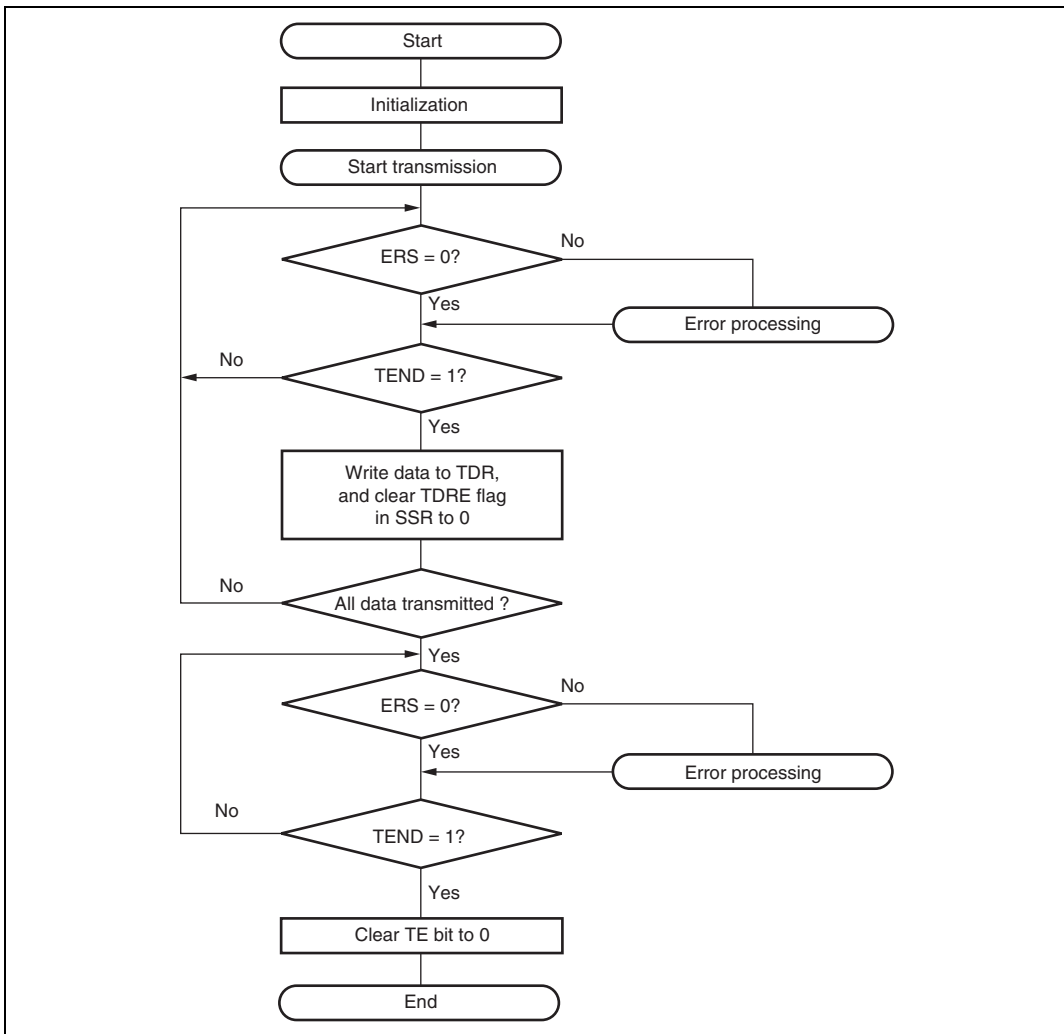 Start
Initialization
Start transmission
ERS = 0?
No
Yes
Error processing
No
TEND = 1?
Yes
Write data to TDR,
and clear TDRE flag
in SSR to 0
No
All data transmitted ?
Yes
ERS = 0?
No
Yes
Error processing
No
TEND = 1?
Yes
Clear TE bit to 0
End